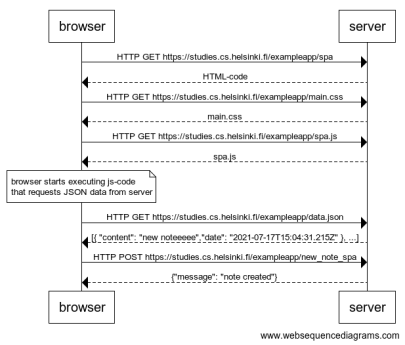 browser
server
HTTP GET https://studies.cs.helsinki.fi/exampleapp/spa
HTML-code
HTTP GET https://studies.cs.helsinki.fi/exampleapp/main.css
main.css
HTTP GET https://studies.cs.helsinki.fi/exampleapp/spa.js
spa.js
browser starts executing js-code
that requests JSON data from server
HTTP GET https://studies.cs.helsinki.fi/exampleapp/data.json
[{ "content": "new noteeeee","date": "2021-07-17T15:04:31.215Z" }, ...]
HTTP POST https://studies.cs.helsinki.fi/exampleapp/new_note_spa
{"message": "note created"}
browser
server
www.websequencediagrams.com